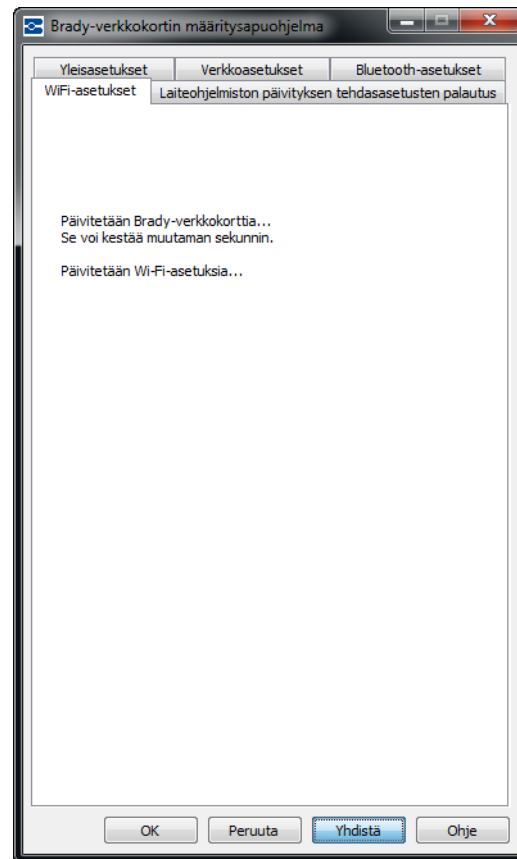 Brady-verkkokortin määritysapuohjelma
Yleisasetukset
Verkkoasetukset
Bluetooth-asetukset
WiFi-asetukset
Laiteohjelmiston päivityksen tehdasasetusten palautus
Päivitetään Brady-verkkokorttia...
Se voi kestää muutaman sekunnin.
Päivitetään Wi-Fi-asetuksia...
OK
Peruuta
Yhdistä
Ohje